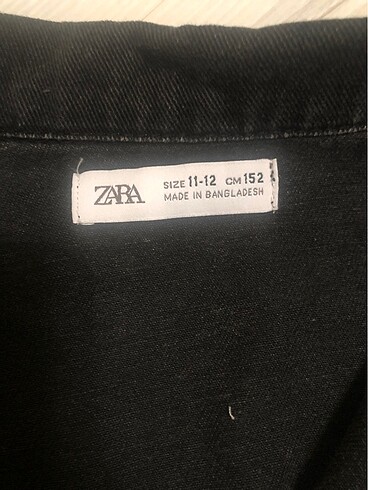 ZARA
SIZE 11-12 CM 152
MADE IN BANGLADESH